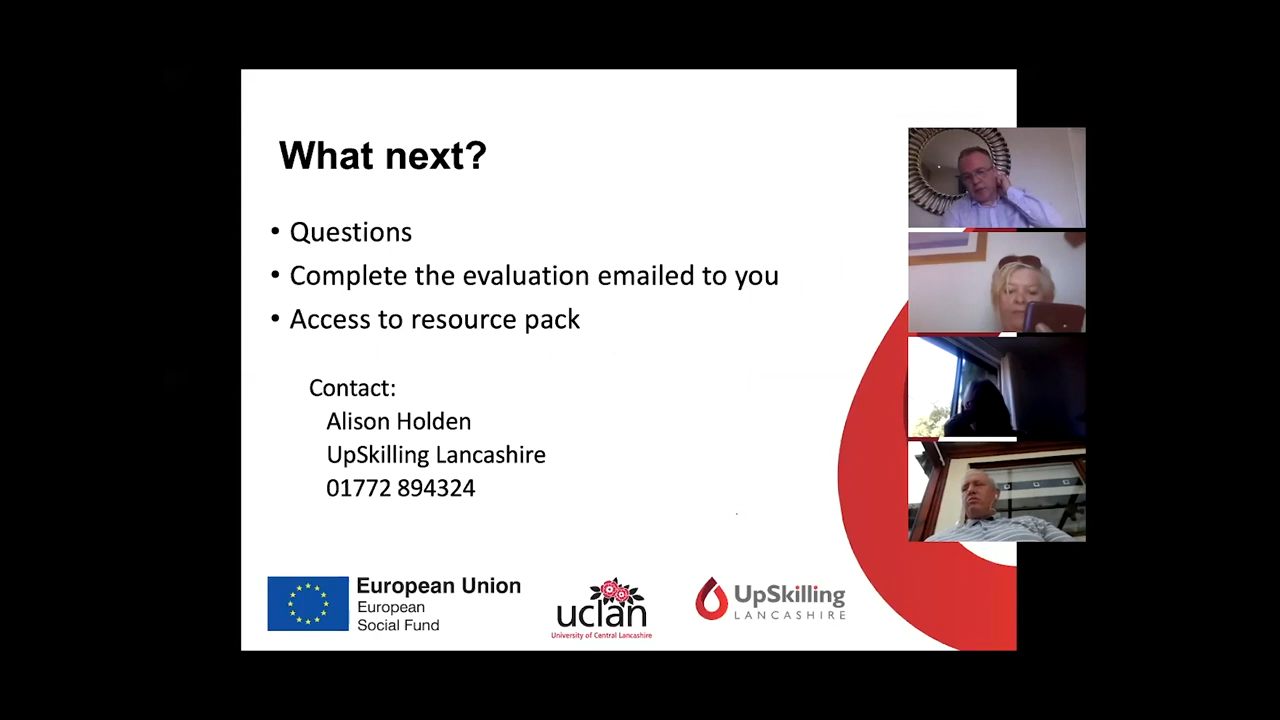 What next?
• Questions
• Complete the evaluation emailed to you
• Access to resource pack
Contact:
Alison Holden
UpSkilling Lancashire
01772 894324
European Union
European
Social Fund
uclan
University of Central Lancashire
UpSkilling
LANCASHIRE